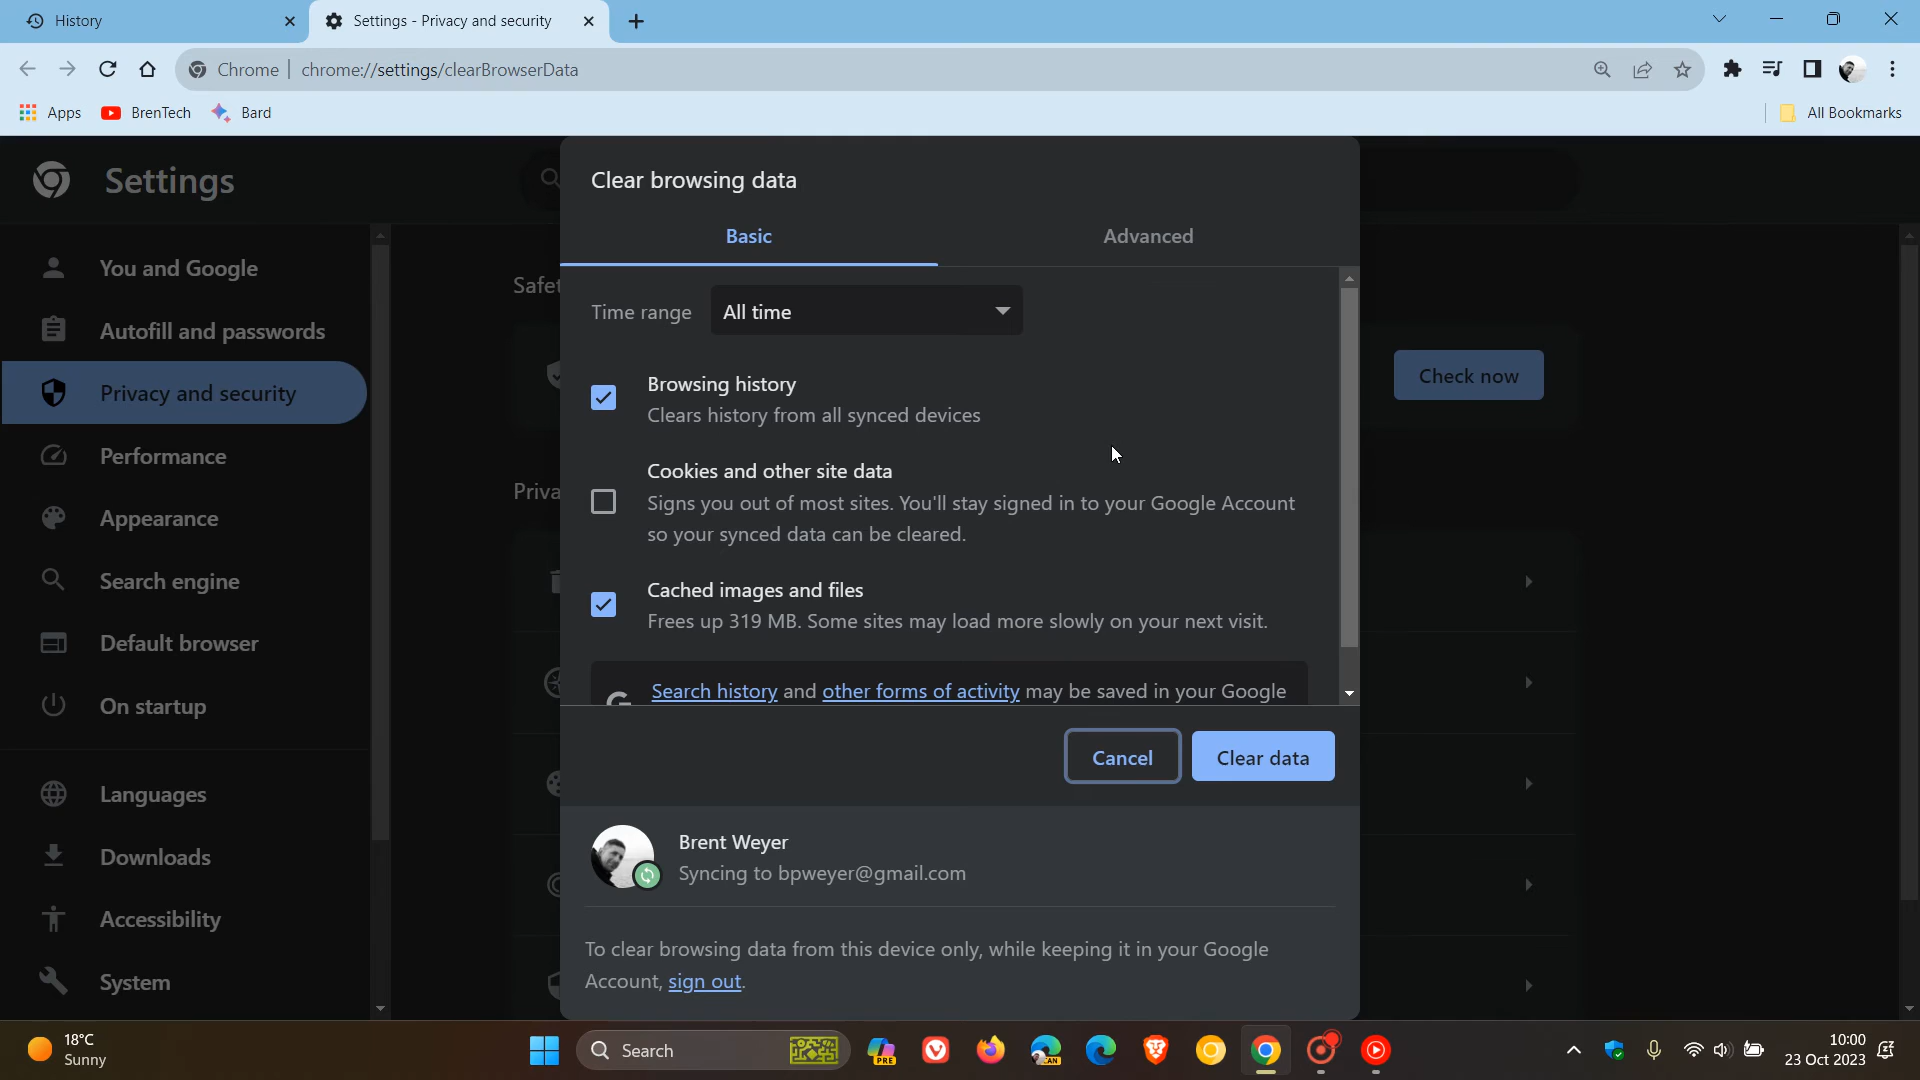 History
Settings - Privacy and security
Chrome
chrome://settings/clearBrowserData
Apps
BrenTech
Bard
All Bookmarks
Settings
You and Google
Autofill and passwords
Privacy and security
Performance
Appearance
Search engine
Default browser
On startup
Languages
Downloads
Accessibility
System
Safet
Check now
Priva
Clear browsing data
Basic
Advanced
Time range
All time
Browsing history
Clears history from all synced devices
Cookies and other site data
Signs you out of most sites. You'll stay signed in to your Google Account
so your synced data can be cleared.
Cached images and files
Frees up 319 MB. Some sites may load more slowly on your next visit.
Search history and other forms of activity may be saved in your Google
Cancel
Clear data
Brent Weyer
Syncing to bpweyer@gmail.com
To clear browsing data from this device only, while keeping it in your Google
Account, sign out.
18°C
Sunny
Search
PRE
CAN
10:00
23 Oct 2023